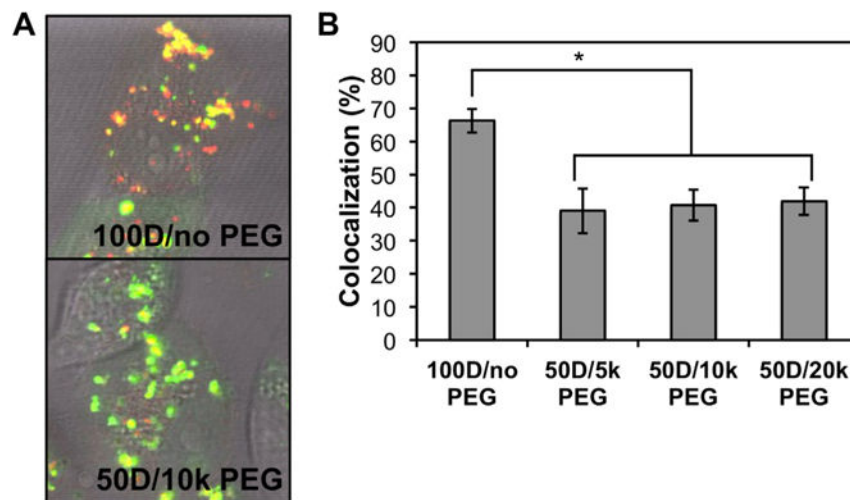 A
100D/no PEG
50D/10k PEG
B
Colocalization (%)
90
80
70
60
50
40
30
20
10
0
*
100D/no PEG
50D/5k PEG
50D/10k PEG
50D/20k PEG